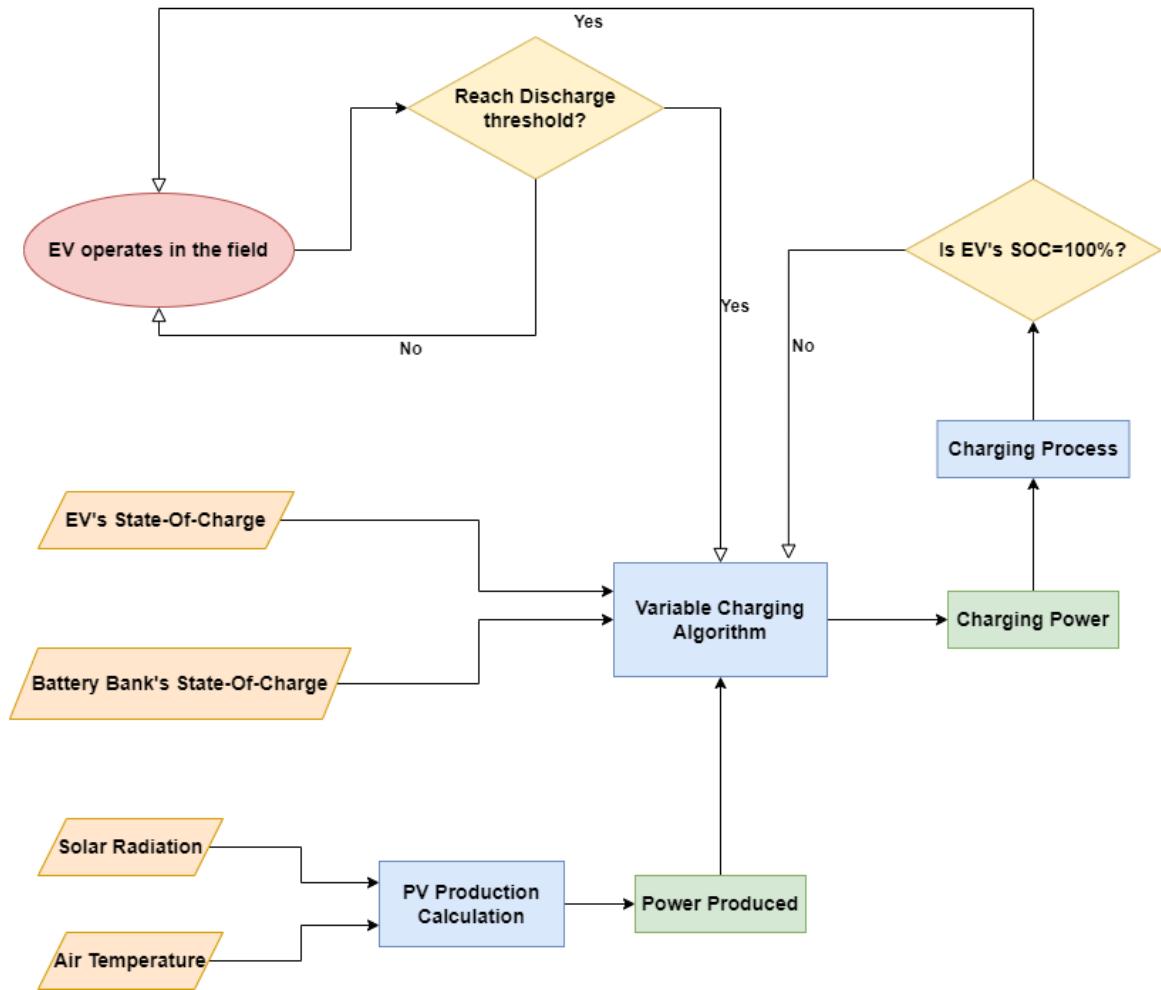 Yes
Reach Discharge
threshold?
EV operates in the field
Is EV's SOC=100%?
Yes
No
No
Charging Process
EV's State-Of-Charge
Variable Charging
Algorithm
Charging Power
Battery Bank's State-Of-Charge
Solar Radiation
PV Production
Calculation
Power Produced
Air Temperature